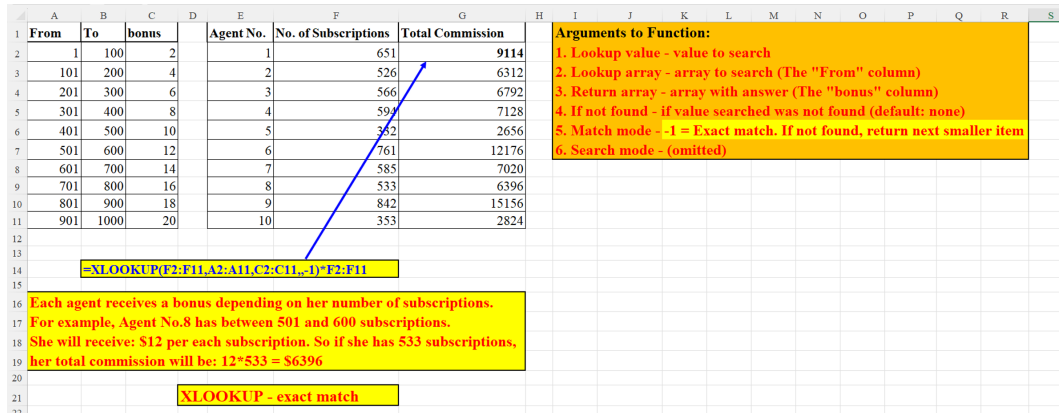 A B C D E F G H I J K L M N O P Q R S
1 From To bonus Agent No. No. of Subscriptions Total Commission Arguments to Function:
2 1 100 2 1 651 9114 1. Lookup value - value to search
3 101 200 4 2 526 6312 2. Lookup array - array to search (The "From" column)
4 201 300 6 3 566 6792 3. Return array - array with answer (The "bonus" column)
5 301 400 8 4 594 7128 4. If not found - if value searched was not found (default: none)
6 401 500 10 5 332 2656 5. Match mode - -1 = Exact match. If not found, return next smaller item
7 501 600 12 6 761 12176 6. Search mode - (omitted)
8 601 700 14 7 585 7020
9 701 800 16 8 533 6396
10 801 900 18 9 842 15156
11 901 1000 20 10 353 2824
12
13
14 =XLOOKUP(F2:F11,A2:A11,C2:C11,,-1)*F2:F11
15
16 Each agent receives a bonus depending on her number of subscriptions.
17 For example, Agent No.8 has between 501 and 600 subscriptions.
18 She will receive: $12 per each subscription. So if she has 533 subscriptions,
19 her total commission will be: 12*533 = $6396
20
21 XLOOKUP - exact match
22